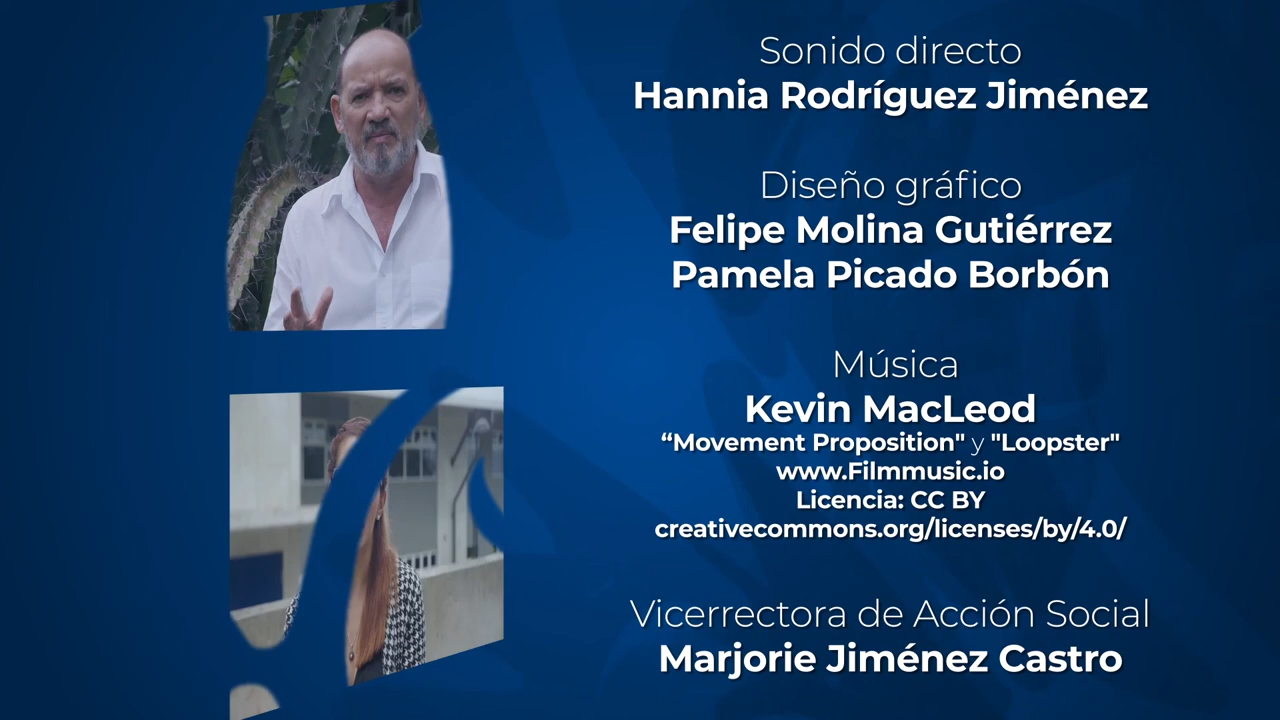 Sonido directo
Hannia Rodríguez Jiménez
Diseño gráfico
Felipe Molina Gutiérrez
Pamela Picado Borbón
Música
Kevin MacLeod
“Movement Proposition" y "Loopster"
www.Filmmusic.io
Licencia: CC BY
creativecommons.org/licenses/by/4.0/
Vicerrectora de Acción Social
Marjorie Jiménez Castro